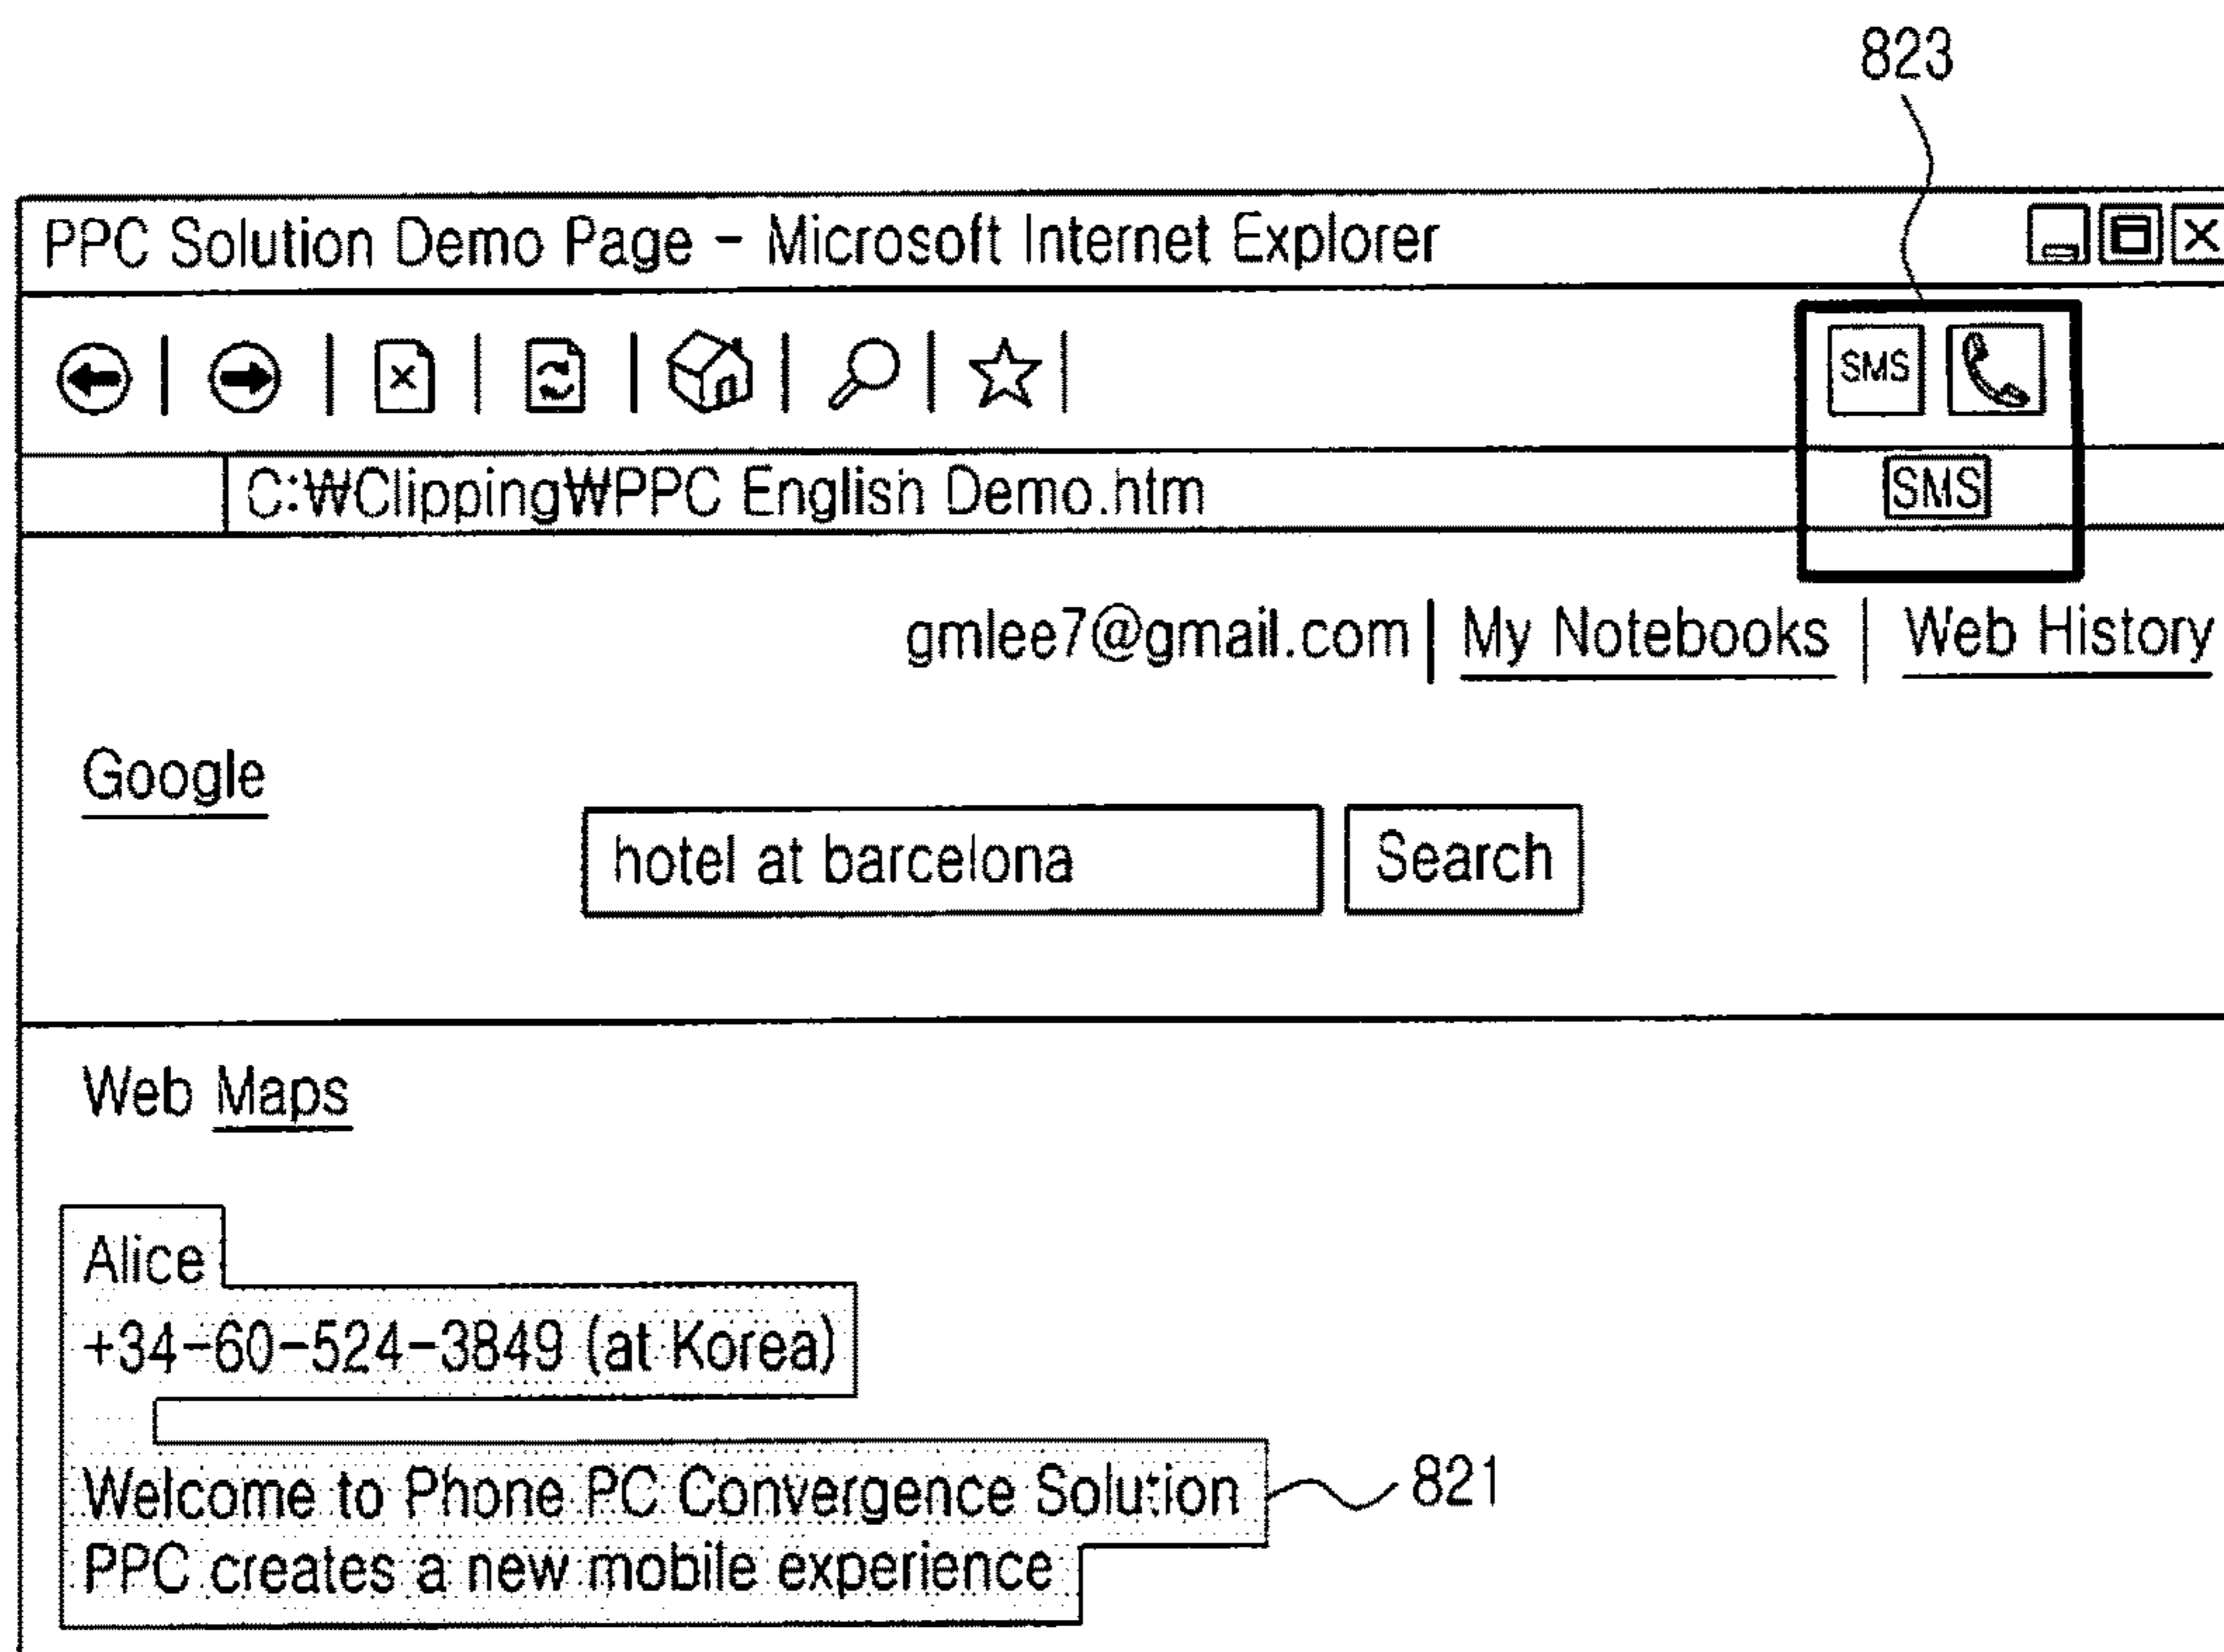 823
PPC Solution Demo Page - Microsoft Internet Explorer
SMS
C:₩Clipping₩PPC English Demo.htm
SMS
gmlee7@gmail.com | My Notebooks | Web History
Google
hotel at barcelona Search
Web Maps
Alice
+34-60-524-3849 (at Korea)
Welcome to Phone PC Convergence Solution 821
PPC creates a new mobile experience